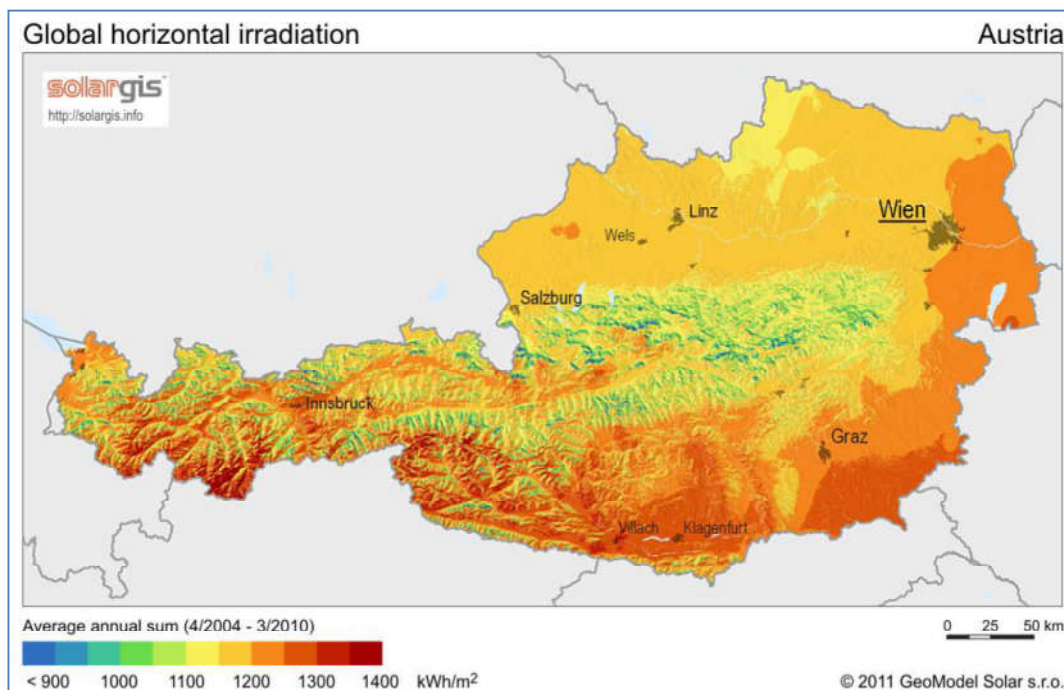 Global horizontal irradiation
Austria
solargis
http://solargis.info
Linz
Wien
Wels
Salzburg
Innsbruck
Graz
Villach
Klagenfurt
Average annual sum (4/2004 - 3/2010)
0 25 50 km
< 900 1000 1100 1200 1300 1400 kWh/m²
© 2011 GeoModel Solar s.r.o.